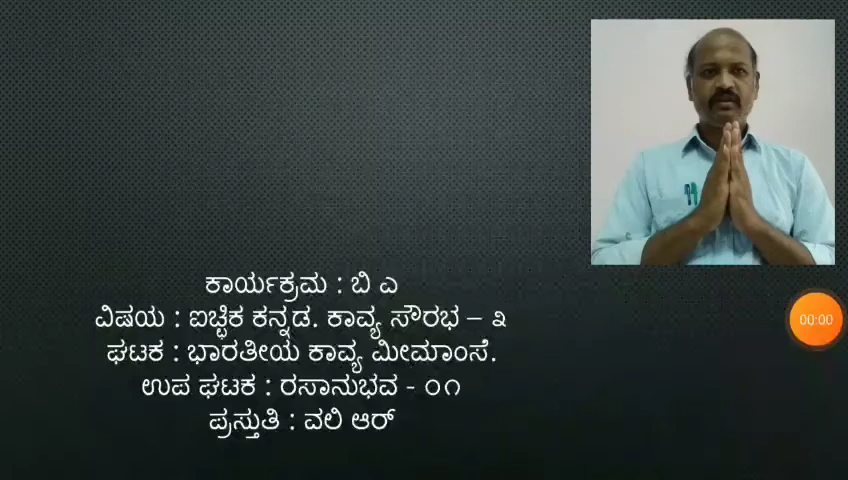 ಕಾರ್ಯಕ್ರಮ : ಬಿ ಎ
ವಿಷಯ : ಐಚ್ಛಿಕ ಕನ್ನಡ. ಕಾವ್ಯ ಸೌರಭ – ೩
ಘಟಕ : ಭಾರತೀಯ ಕಾವ್ಯ ಮೀಮಾಂಸೆ.
ಉಪ ಘಟಕ : ರಸಾನುಭವ - ೦೧
ಪ್ರಸ್ತುತಿ : ವಲಿ ಆರ್
00:00